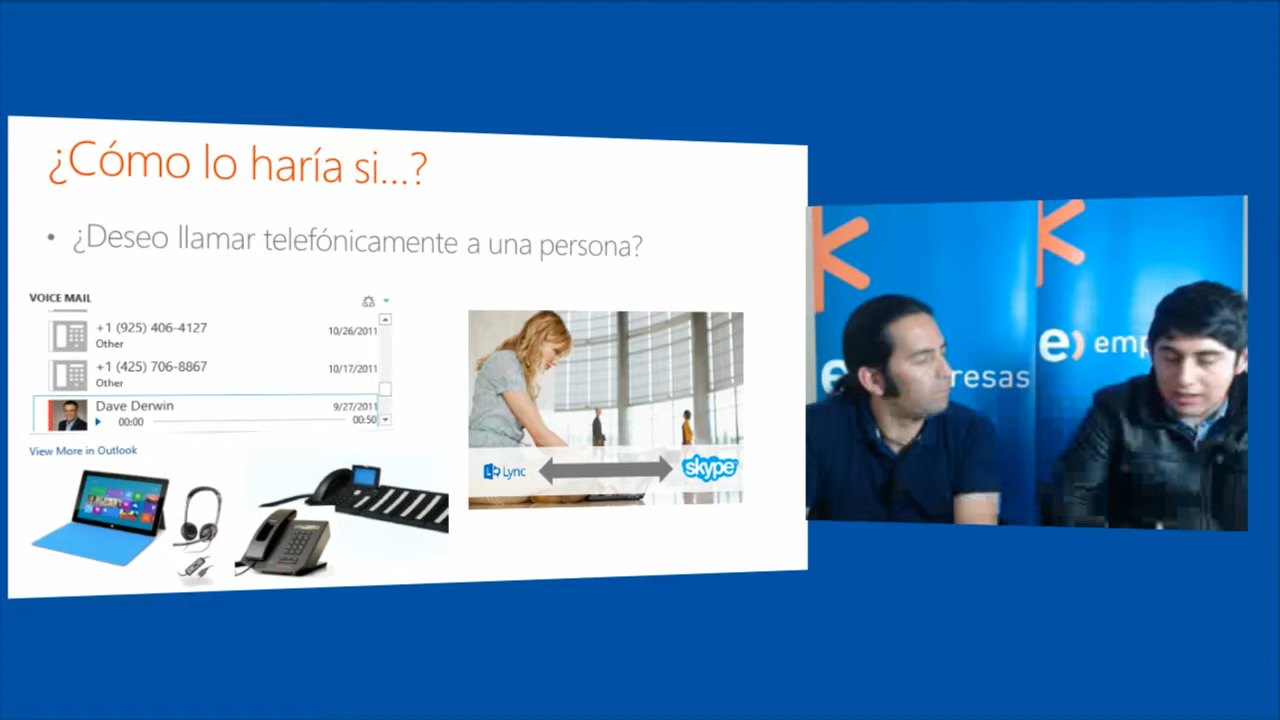 ¿Cómo lo haría si...?
• ¿Deseo llamar telefónicamente a una persona?
VOICE MAIL
+1 (925) 406-4127 10/26/2011
Other
+1 (425) 706-8867 10/17/2011
Other
Dave Derwin 9/27/2011
00:00 00:50
View More in Outlook
Lync skype
e) emp
e resas